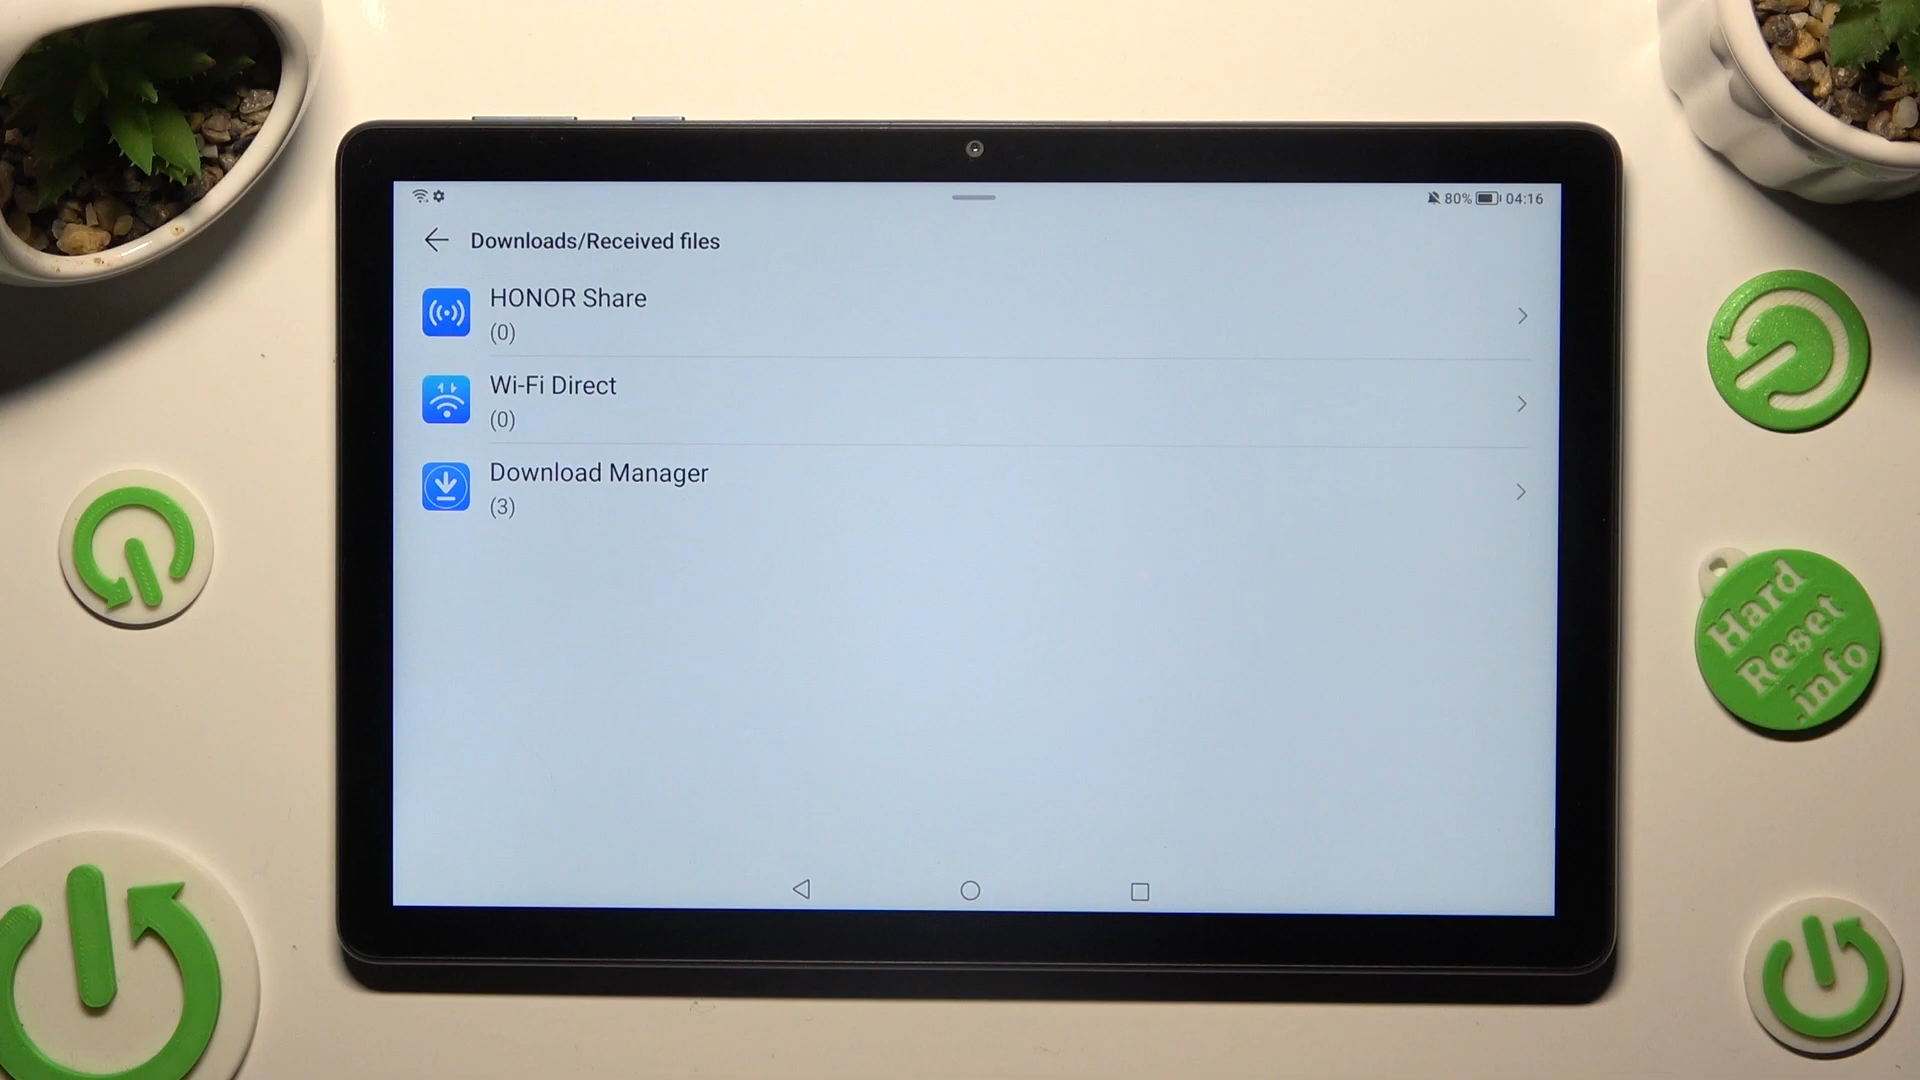 80% 04:16
Downloads/Received files
HONOR Share
(0)
Wi-Fi Direct
(0)
Download Manager
(3)
Hard
Reset
.info